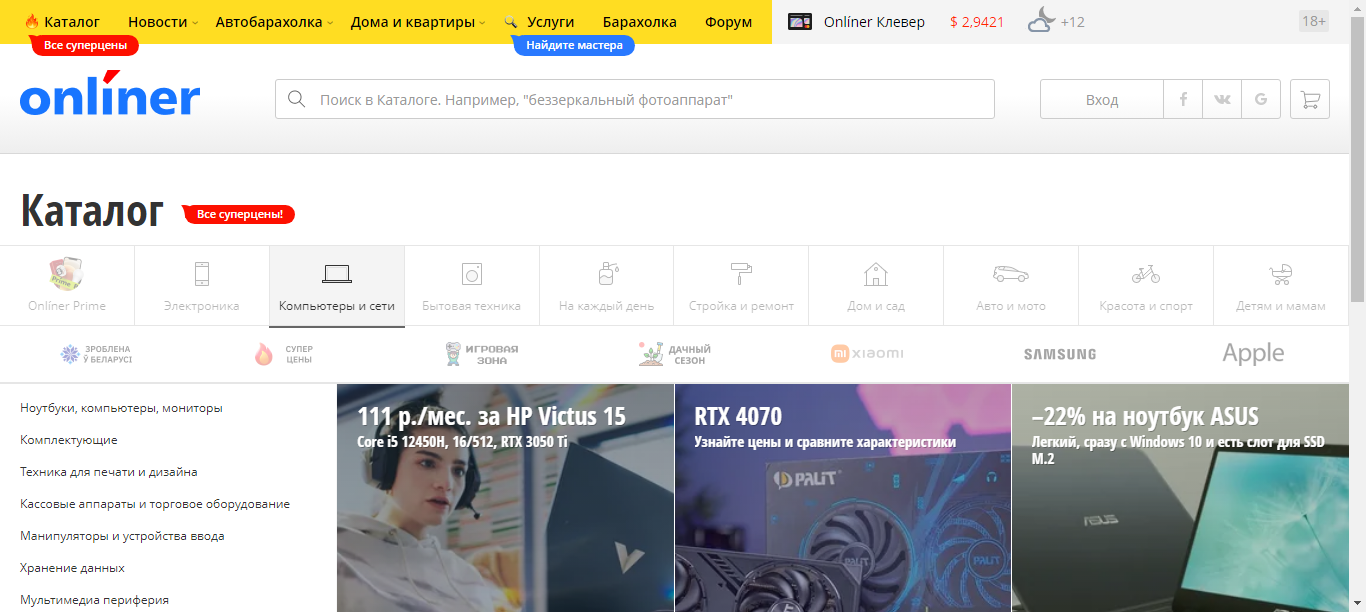 Каталог Новости Автобарахолка Дома и квартиры Услуги Барахолка Форум Onlíner Клевер $ 2,9421 +12 18+
Все суперцены Найдите мастера
onlíner
Поиск в Каталоге. Например, "беззеркальный фотоаппарат"
Вход
f
G
Каталог
Все суперцены!
Onlíner Prime Электроника Компьютеры и сети Бытовая техника На каждый день Стройка и ремонт Дом и сад Авто и мото Красота и спорт Детям и мамам
ЗРОБЛЕНА
Ў БЕЛАРУСІ
СУПЕР
ЦЕНЫ
ИГРОВАЯ
ЗОНА
ДАЧНЫЙ
СЕЗОН
xiaomi
SAMSUNG
Apple
Ноутбуки, компьютеры, мониторы
Комплектующие
Техника для печати и дизайна
Кассовые аппараты и торговое оборудование
Манипуляторы и устройства ввода
Хранение данных
Мультимедиа периферия
111 р./мес. за HP Victus 15
Core i5 12450H, 16/512, RTX 3050 Ti
RTX 4070
Узнайте цены и сравните характеристики
PALIT
PALIT
PALIT
–22% на ноутбук ASUS
Легкий, сразу с Windows 10 и есть слот для SSD
M.2
ASUS